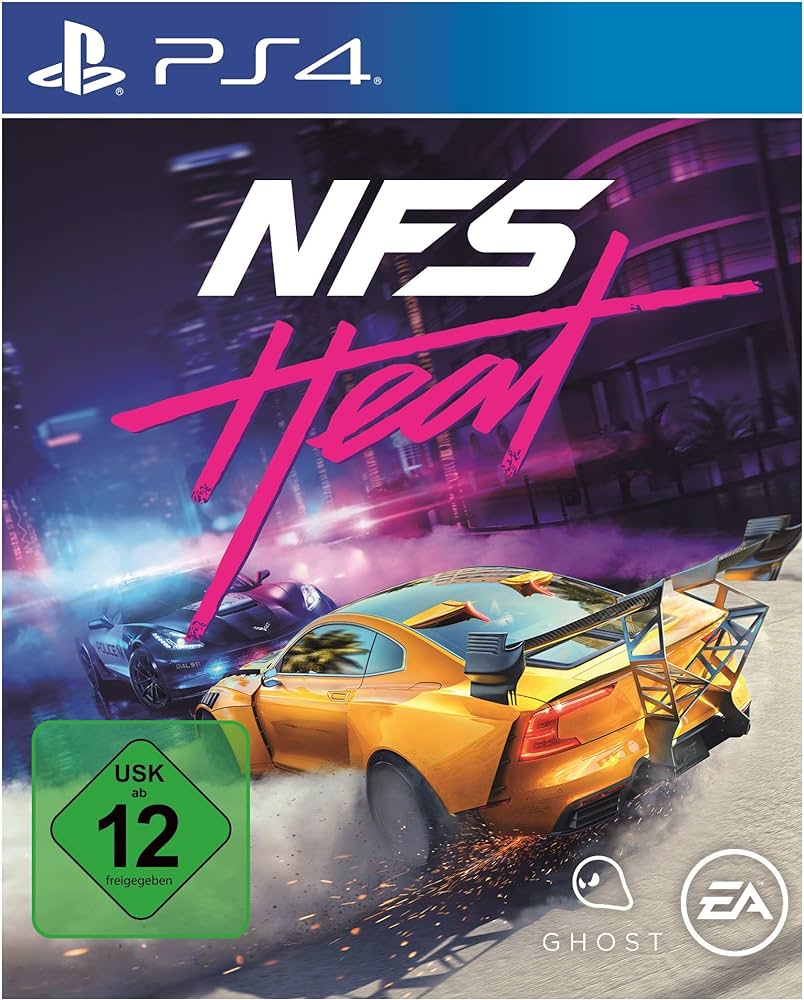 PS4
NFS
Heat
POLICE
DIAL 911
USK
ab
12
freigegeben
GHOST
EA